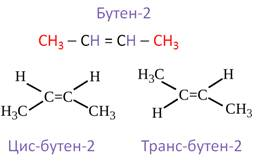 Бутен-2
CH₃ – CH = CH – CH₃
H H H₃C H
C=C C=C
H₃C CH₃ H CH₃
Цис-бутен-2 Транс-бутен-2